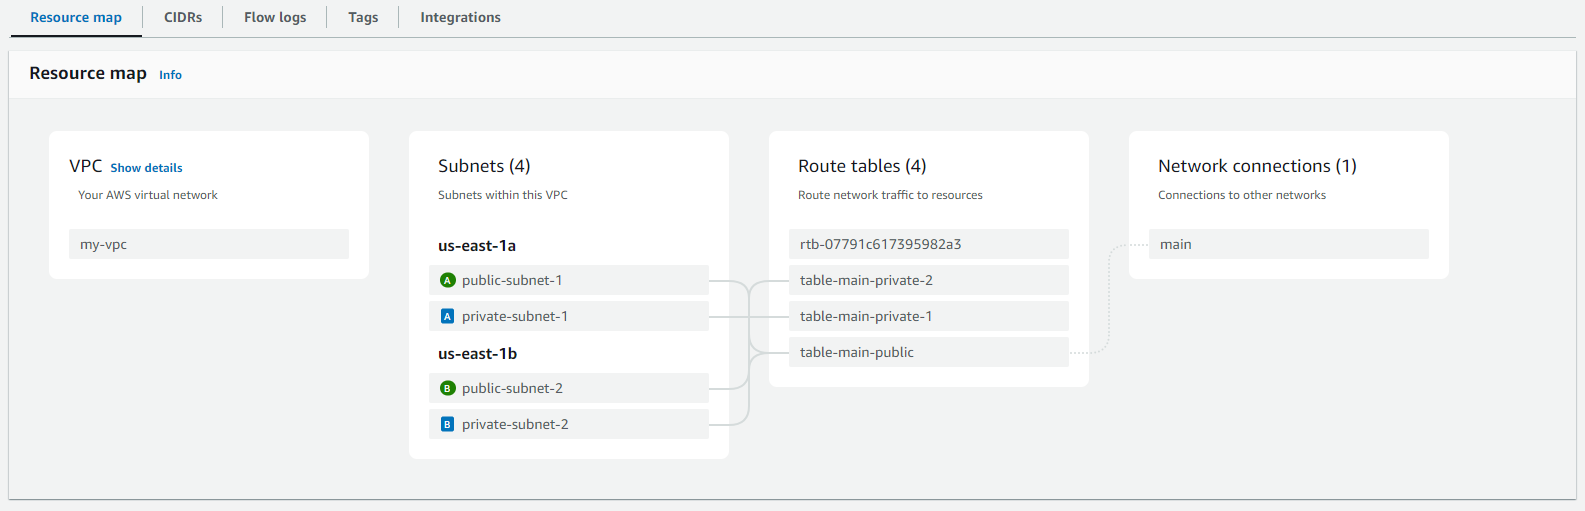 Resource map
CIDRs
Flow logs
Tags
Integrations
Resource map Info
VPC Show details
Your AWS virtual network
my-vpc
Subnets (4)
Subnets within this VPC
us-east-1a
A public-subnet-1
A private-subnet-1
us-east-1b
B public-subnet-2
B private-subnet-2
Route tables (4)
Route network traffic to resources
rtb-07791c617395982a3
table-main-private-2
table-main-private-1
table-main-public
Network connections (1)
Connections to other networks
main